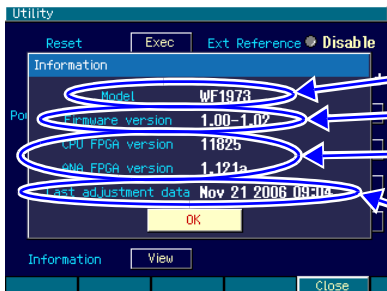 Utility
Reset Exec Ext Reference Disable
Information
Model WF1973
Po
Firmware version 1.00-1.02
CPU FPGA version 11825
ANA FPGA version 1.121a
Last adjustment data Nov 21 2006 09:04
OK
Information View
Close